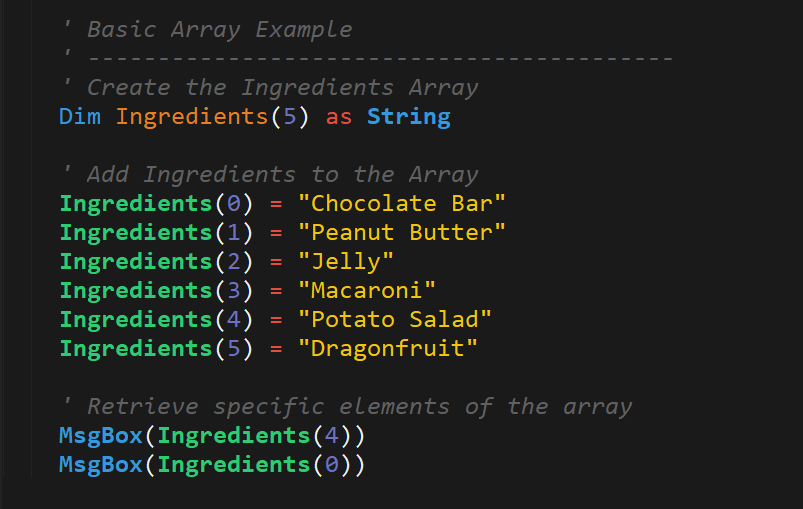 ' Basic Array Example
' ------------------------------------------
' Create the Ingredients Array
Dim Ingredients(5) as String
' Add Ingredients to the Array
Ingredients(0) = "Chocolate Bar"
Ingredients(1) = "Peanut Butter"
Ingredients(2) = "Jelly"
Ingredients(3) = "Macaroni"
Ingredients(4) = "Potato Salad"
Ingredients(5) = "Dragonfruit"
' Retrieve specific elements of the array
MsgBox(Ingredients(4))
MsgBox(Ingredients(0))